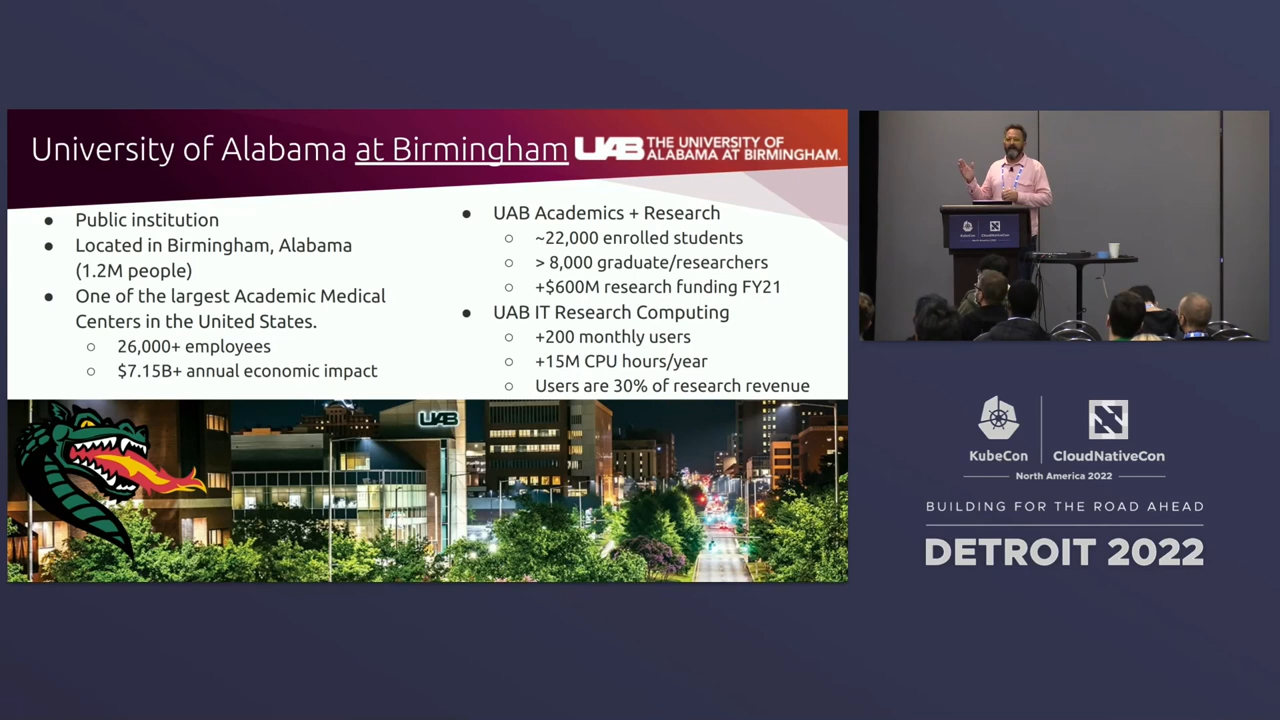 University of Alabama at Birmingham
UAB THE UNIVERSITY OF
ALABAMA AT BIRMINGHAM.
● Public institution
● Located in Birmingham, Alabama
(1.2M people)
● One of the largest Academic Medical
Centers in the United States.
○ 26,000+ employees
○ $7.15B+ annual economic impact
● UAB Academics + Research
○ ~22,000 enrolled students
○ > 8,000 graduate/researchers
○ +$600M research funding FY21
● UAB IT Research Computing
○ +200 monthly users
○ +15M CPU hours/year
○ Users are 30% of research revenue
UAB
KubeCon CloudNativeCon
KubeCon
CloudNativeCon
North America 2022
BUILDING FOR THE ROAD AHEAD
DETROIT 2022